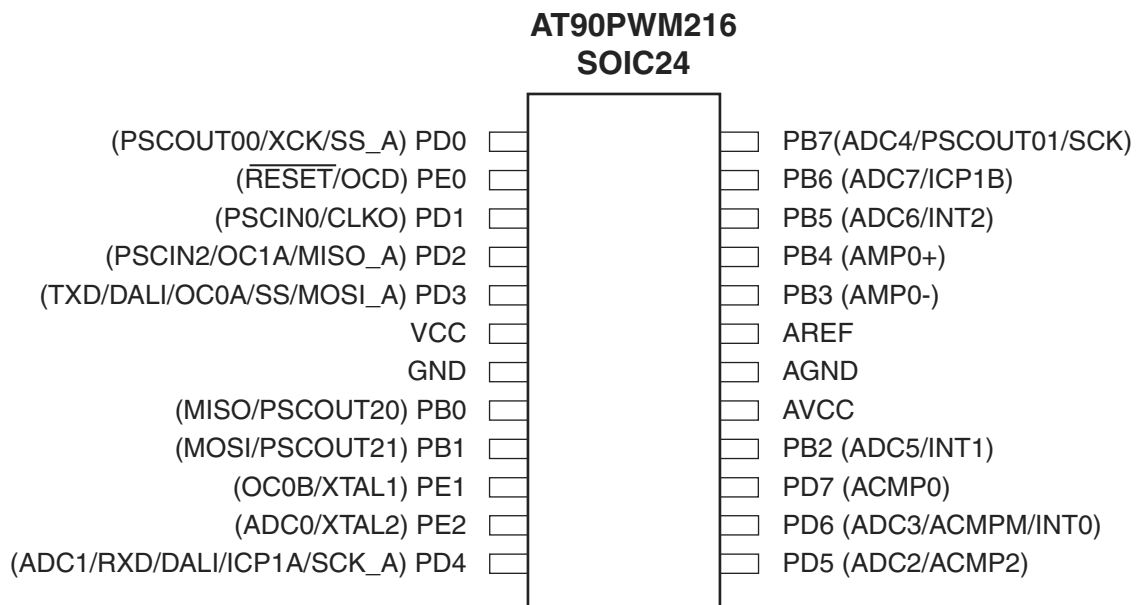 AT90PWM216
SOIC24
(PSCOUT00/XCK/SS_A) PD0
(RESET/OCD) PE0
(PSCIN0/CLKO) PD1
(PSCIN2/OC1A/MISO_A) PD2
(TXD/DALI/OC0A/SS/MOSI_A) PD3
VCC
GND
(MISO/PSCOUT20) PB0
(MOSI/PSCOUT21) PB1
(OC0B/XTAL1) PE1
(ADC0/XTAL2) PE2
(ADC1/RXD/DALI/ICP1A/SCK_A) PD4
PB7(ADC4/PSCOUT01/SCK)
PB6 (ADC7/ICP1B)
PB5 (ADC6/INT2)
PB4 (AMP0+)
PB3 (AMP0-)
AREF
AGND
AVCC
PB2 (ADC5/INT1)
PD7 (ACMP0)
PD6 (ADC3/ACMPM/INT0)
PD5 (ADC2/ACMP2)